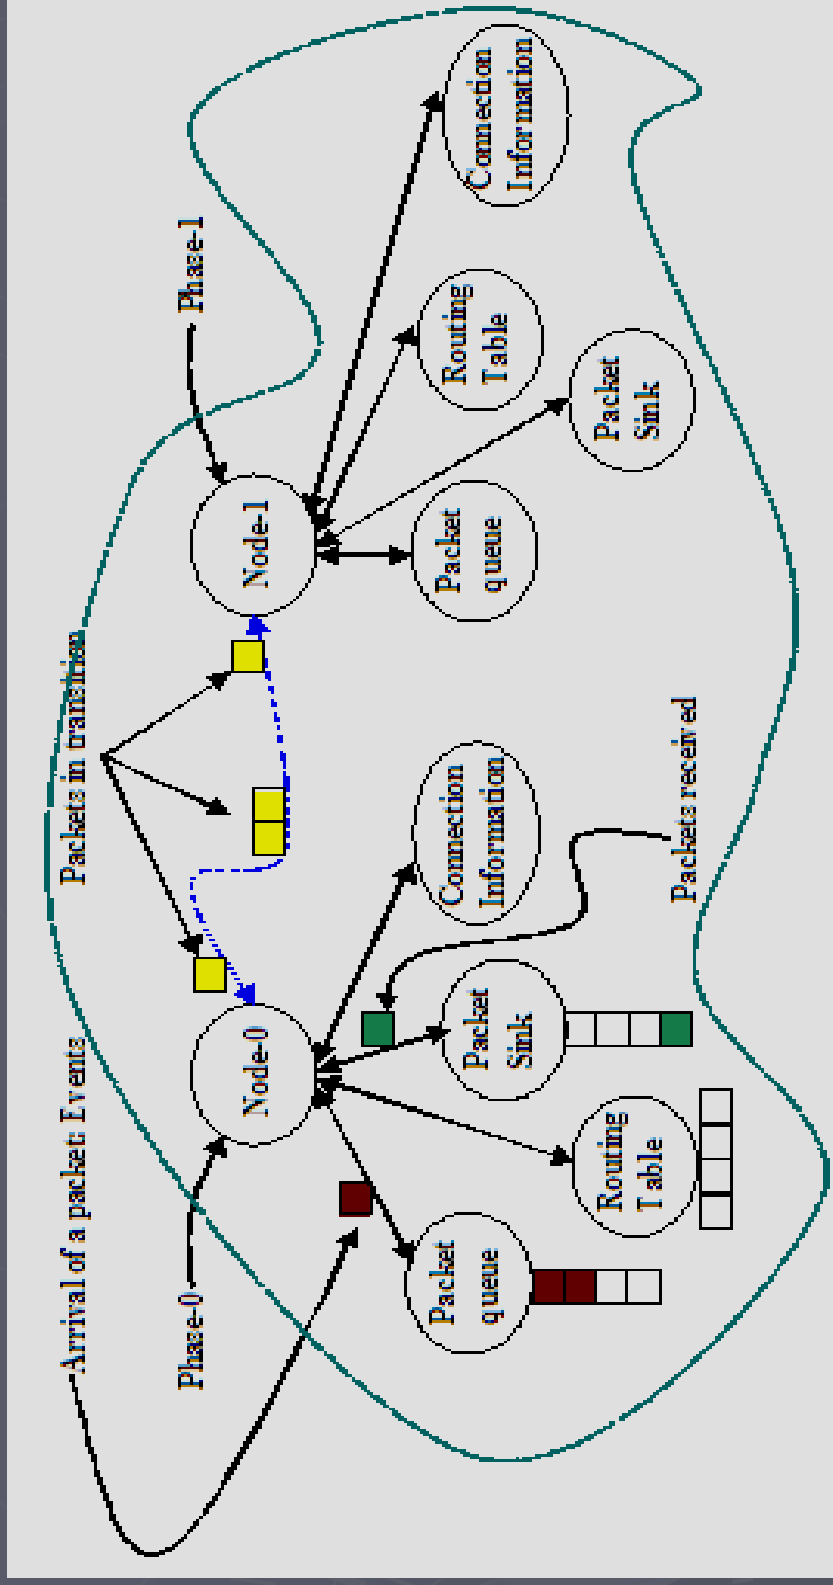 Arrival of a packet: Events
Packets in transition
Phase-0
Phase-1
Node-0
Node-1
Packet
queue
Routing
Table
Packet
Sink
Connection
Information
Packet
queue
Packet
Sink
Routing
Table
Connection
Information
Packets received